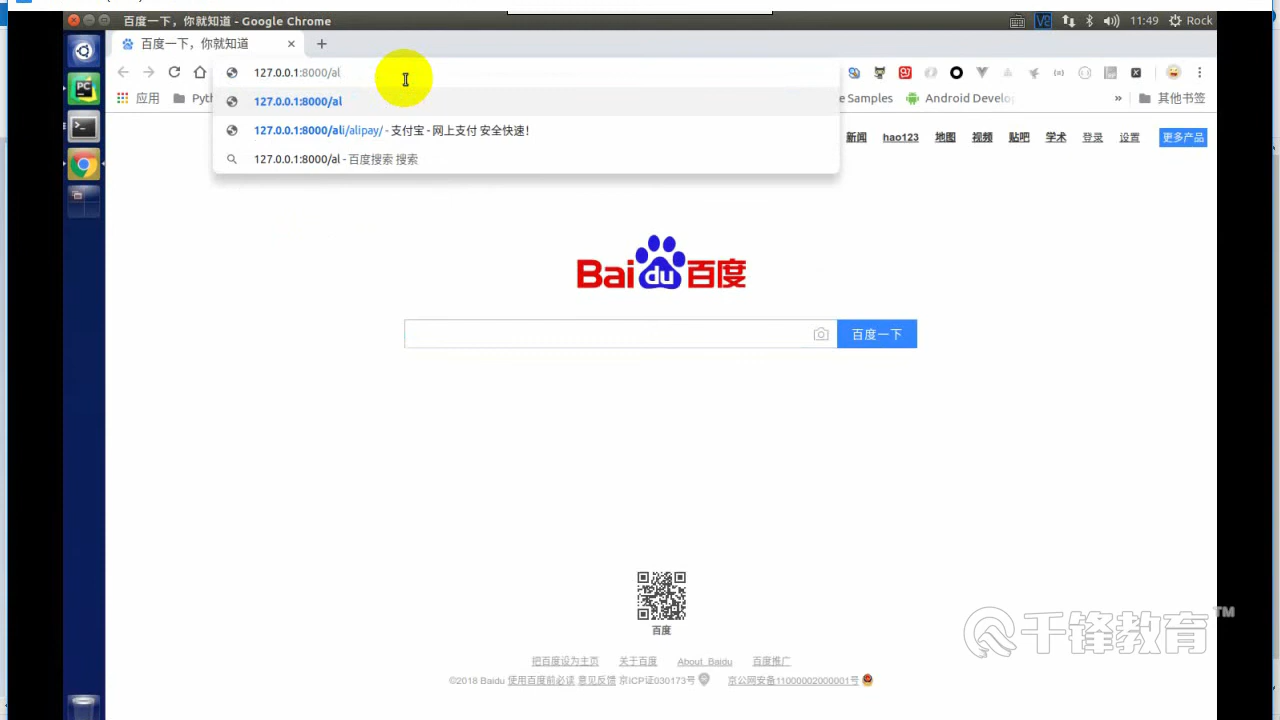 百度一下，你就知道 - Google Chrome
11:49 Rock
百度一下，你就知道
127.0.0.1:8000/al
应用
127.0.0.1:8000/al
e Samples
Android Develo
»
其他书签
127.0.0.1:8000/ali/alipay/ - 支付宝 - 网上支付 安全快速！
新闻 hao123 地图 视频 贴吧 学术 登录 设置 更多产品
127.0.0.1:8000/al - 百度搜索 搜索
Bai du 百度
百度一下
百度
千锋教育 TM
把百度设为主页 关于百度 About Baidu 百度推广
©2018 Baidu 使用百度前必读 意见反馈 京ICP证030173号 京公网安备11000002000001号